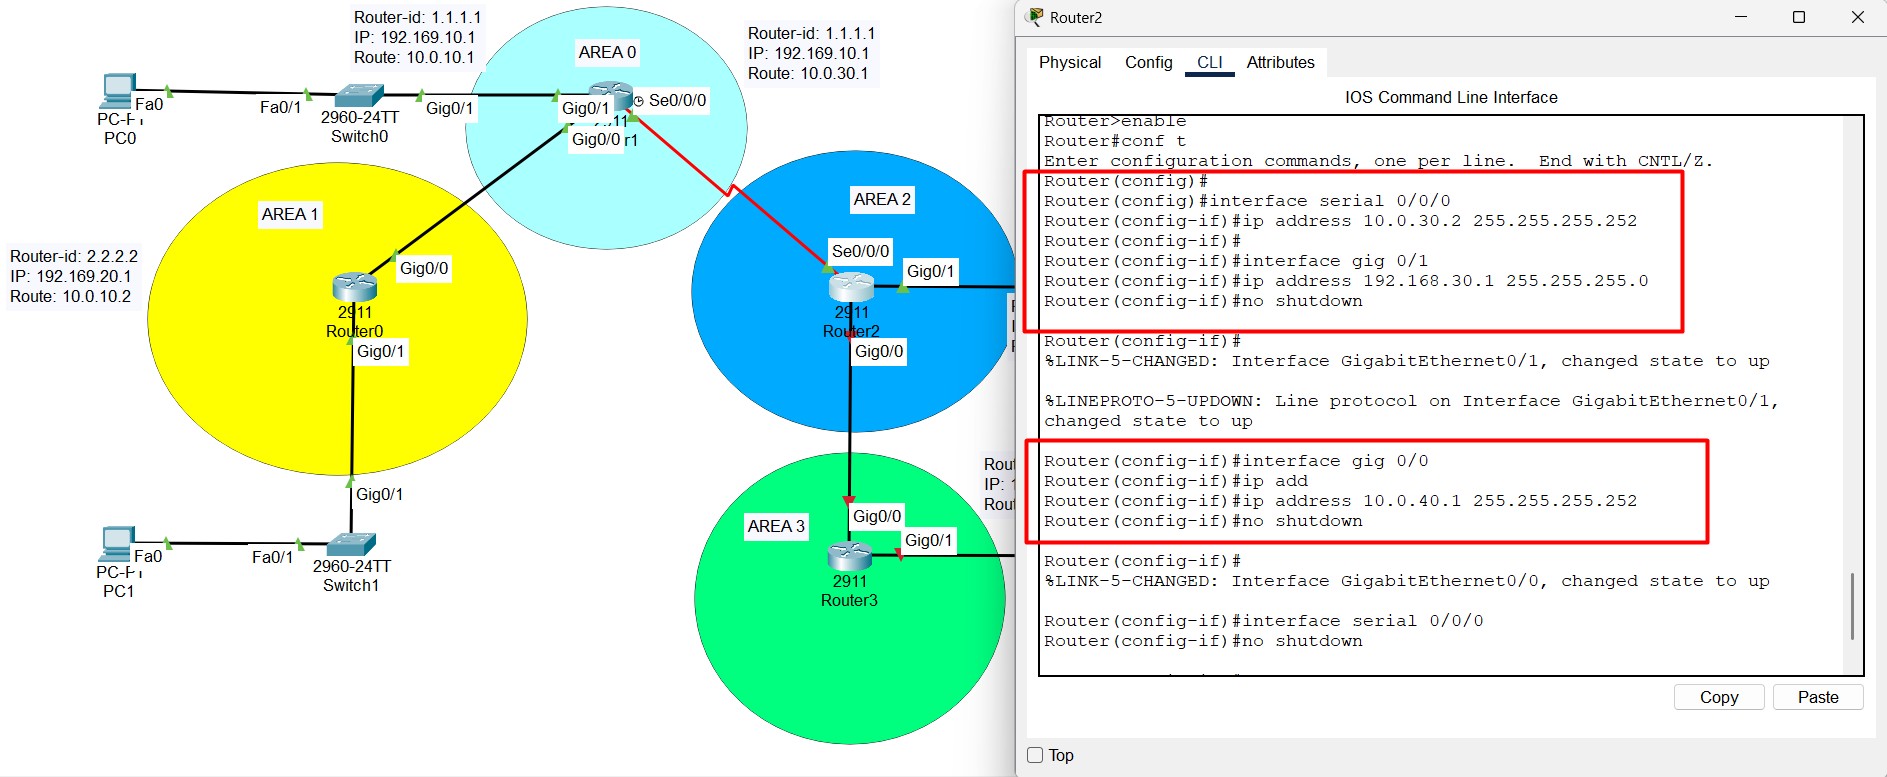 Router-id: 1.1.1.1
IP: 192.169.10.1
Route: 10.0.10.1
Router-id: 1.1.1.1
IP: 192.169.10.1
Route: 10.0.30.1
AREA 0
Fa0
PC0
Fa0/1
2960-24TT
Switch0
Gig0/1
Gig0/1
Se0/0/0
Gig0/0
AREA 1
AREA 2
Router-id: 2.2.2.2
IP: 192.169.20.1
Route: 10.0.10.2
Gig0/0
2911
Router0
Gig0/1
Se0/0/0
Gig0/1
2911
Router2
Gig0/0
Gig0/1
Fa0
PC1
Fa0/1
2960-24TT
Switch1
AREA 3
Gig0/0
Gig0/1
2911
Router3
Router2
Physical Config CLI Attributes
IOS Command Line Interface
Router>enable
Router#conf t
Enter configuration commands, one per line. End with CNTL/Z.
Router(config)#
Router(config)#interface serial 0/0/0
Router(config-if)#ip address 10.0.30.2 255.255.255.252
Router(config-if)#
Router(config-if)#interface gig 0/1
Router(config-if)#ip address 192.168.30.1 255.255.255.0
Router(config-if)#no shutdown
Router(config-if)#
%LINK-5-CHANGED: Interface GigabitEthernet0/1, changed state to up
%LINEPROTO-5-UPDOWN: Line protocol on Interface GigabitEthernet0/1,
changed state to up
Router(config-if)#interface gig 0/0
Router(config-if)#ip add
Router(config-if)#ip address 10.0.40.1 255.255.255.252
Router(config-if)#no shutdown
Router(config-if)#
%LINK-5-CHANGED: Interface GigabitEthernet0/0, changed state to up
Router(config-if)#interface serial 0/0/0
Router(config-if)#no shutdown
Copy
Paste
Top